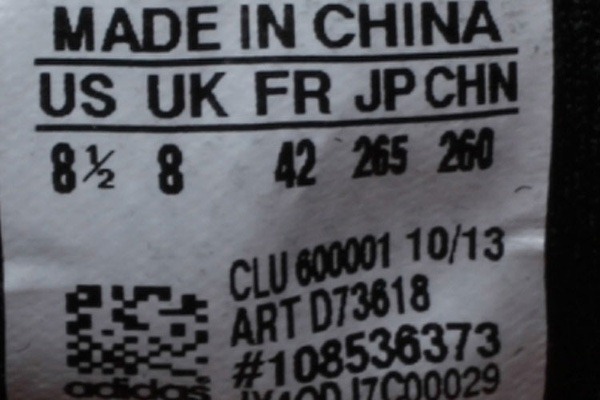 MADE IN CHINA
US UK FR JP CHN
8½ 8 42 265 260
CLU 600001 10/13
ART D73618
#108536373
adidas